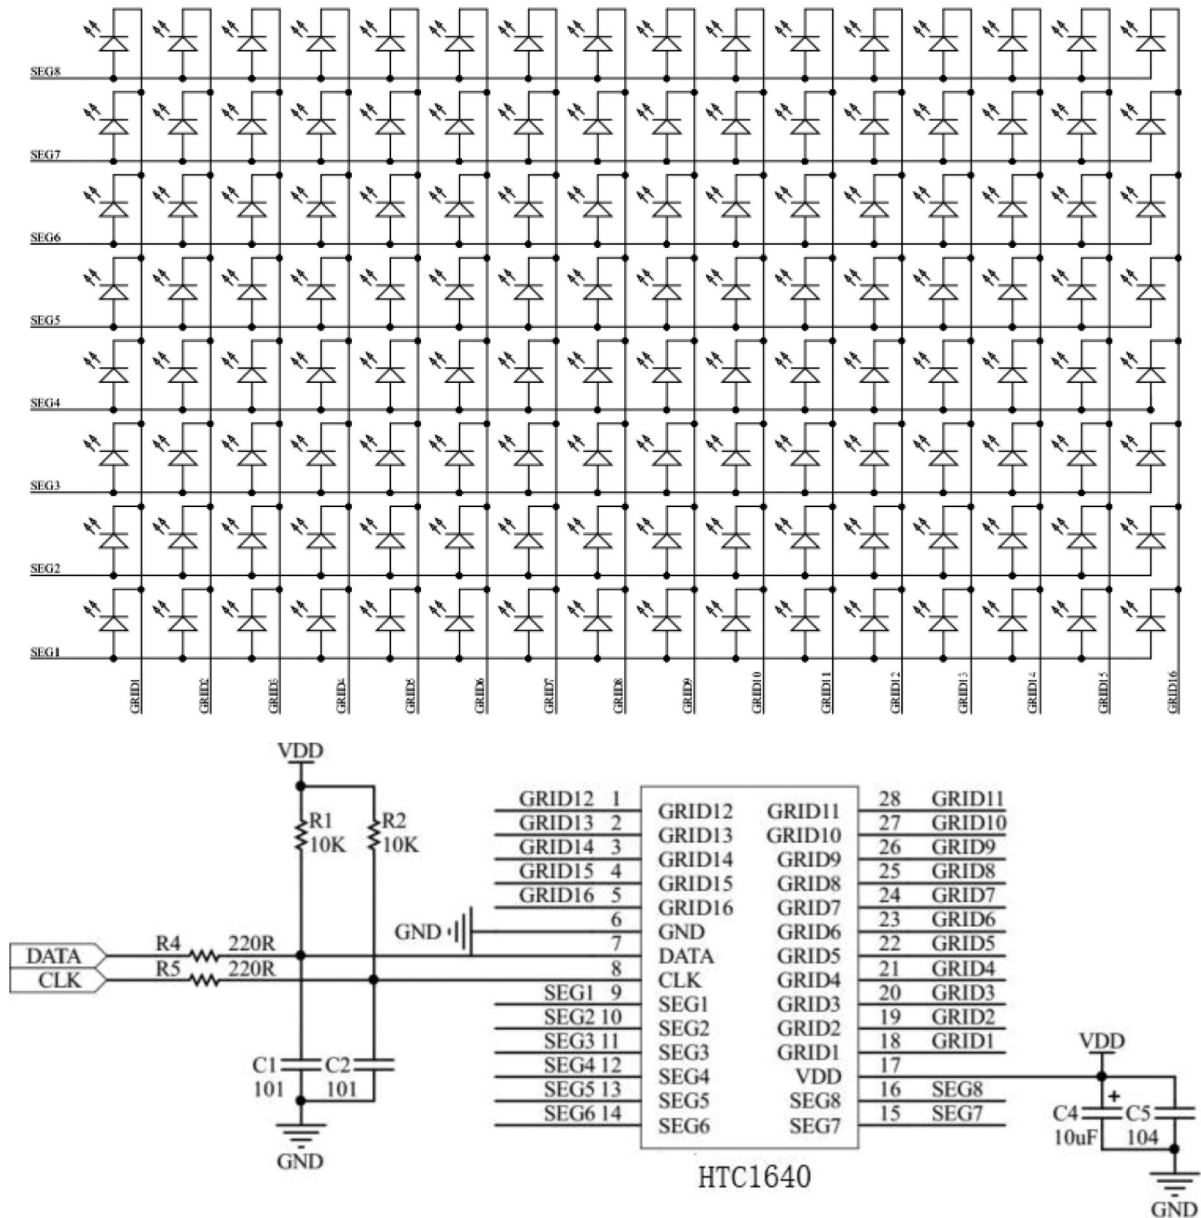 SEG8
SEG7
SEG6
SEG5
SEG4
SEG3
SEG2
SEG1
GRID1 GRID2 GRID3 GRID4 GRID5 GRID6 GRID7 GRID8 GRID9 GRID10 GRID11 GRID12 GRID13 GRID14 GRID15 GRID16
VDD
R1 R2
10K 10K
DATA R4 220R
CLK R5 220R
C1 C2
101 101
GND
GND
GRID12 1 GRID12 GRID11 28 GRID11
GRID13 2 GRID13 GRID10 27 GRID10
GRID14 3 GRID14 GRID9 26 GRID9
GRID15 4 GRID15 GRID8 25 GRID8
GRID16 5 GRID16 GRID7 24 GRID7
6 GND GRID6 23 GRID6
7 DATA GRID5 22 GRID5
8 CLK GRID4 21 GRID4
SEG1 9 SEG1 GRID3 20 GRID3
SEG2 10 SEG2 GRID2 19 GRID2
SEG3 11 SEG3 GRID1 18 GRID1
SEG4 12 SEG4 VDD 17
SEG5 13 SEG5 SEG8 16 SEG8
SEG6 14 SEG6 SEG7 15 SEG7
HTC1640
VDD
+
C4 C5
10uF 104
GND